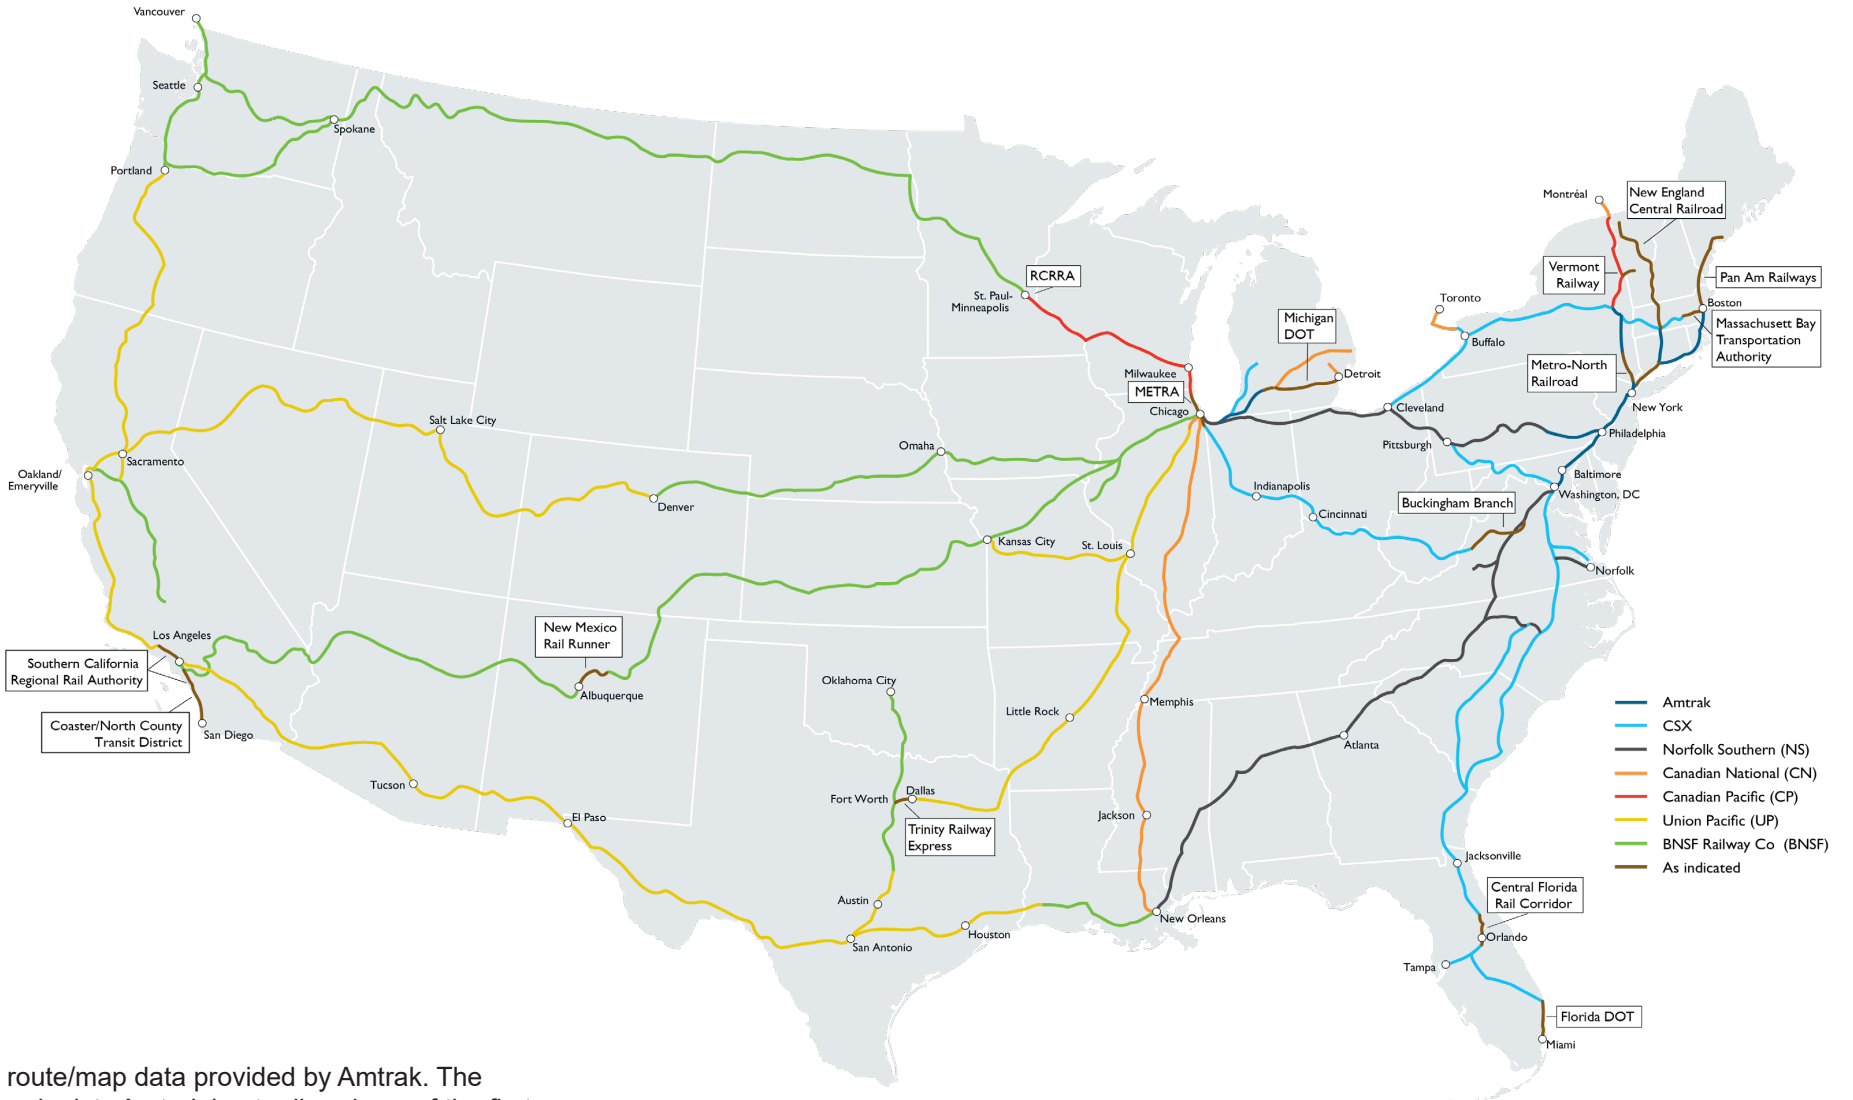 Vancouver
Seattle
Spokane
Portland
Montréal
New England
Central Railroad
RCRRA
St. Paul-
Minneapolis
Vermont
Railway
Pan Am Railways
Toronto
Boston
Michigan
DOT
Massachusett Bay
Transportation
Authority
Buffalo
Metro-North
Railroad
Milwaukee
METRA
Detroit
Chicago
Cleveland
New York
Salt Lake City
Omaha
Pittsburgh
Philadelphia
Sacramento
Oakland/
Emeryville
Baltimore
Washington, DC
Denver
Indianapolis
Buckingham Branch
Cincinnati
Kansas City
St. Louis
Norfolk
New Mexico
Rail Runner
Los Angeles
Southern California
Regional Rail Authority
Albuquerque
Oklahoma City
Little Rock
Memphis
Coaster/North County
Transit District
San Diego
Atlanta
Amtrak
CSX
Norfolk Southern (NS)
Canadian National (CN)
Canadian Pacific (CP)
Union Pacific (UP)
BNSF Railway Co (BNSF)
As indicated
Tucson
El Paso
Fort Worth
Dallas
Trinity Railway
Express
Jackson
Jacksonville
Austin
San Antonio
Houston
New Orleans
Central Florida
Rail Corridor
Orlando
Tampa
Florida DOT
Miami
route/map data provided by Amtrak. The